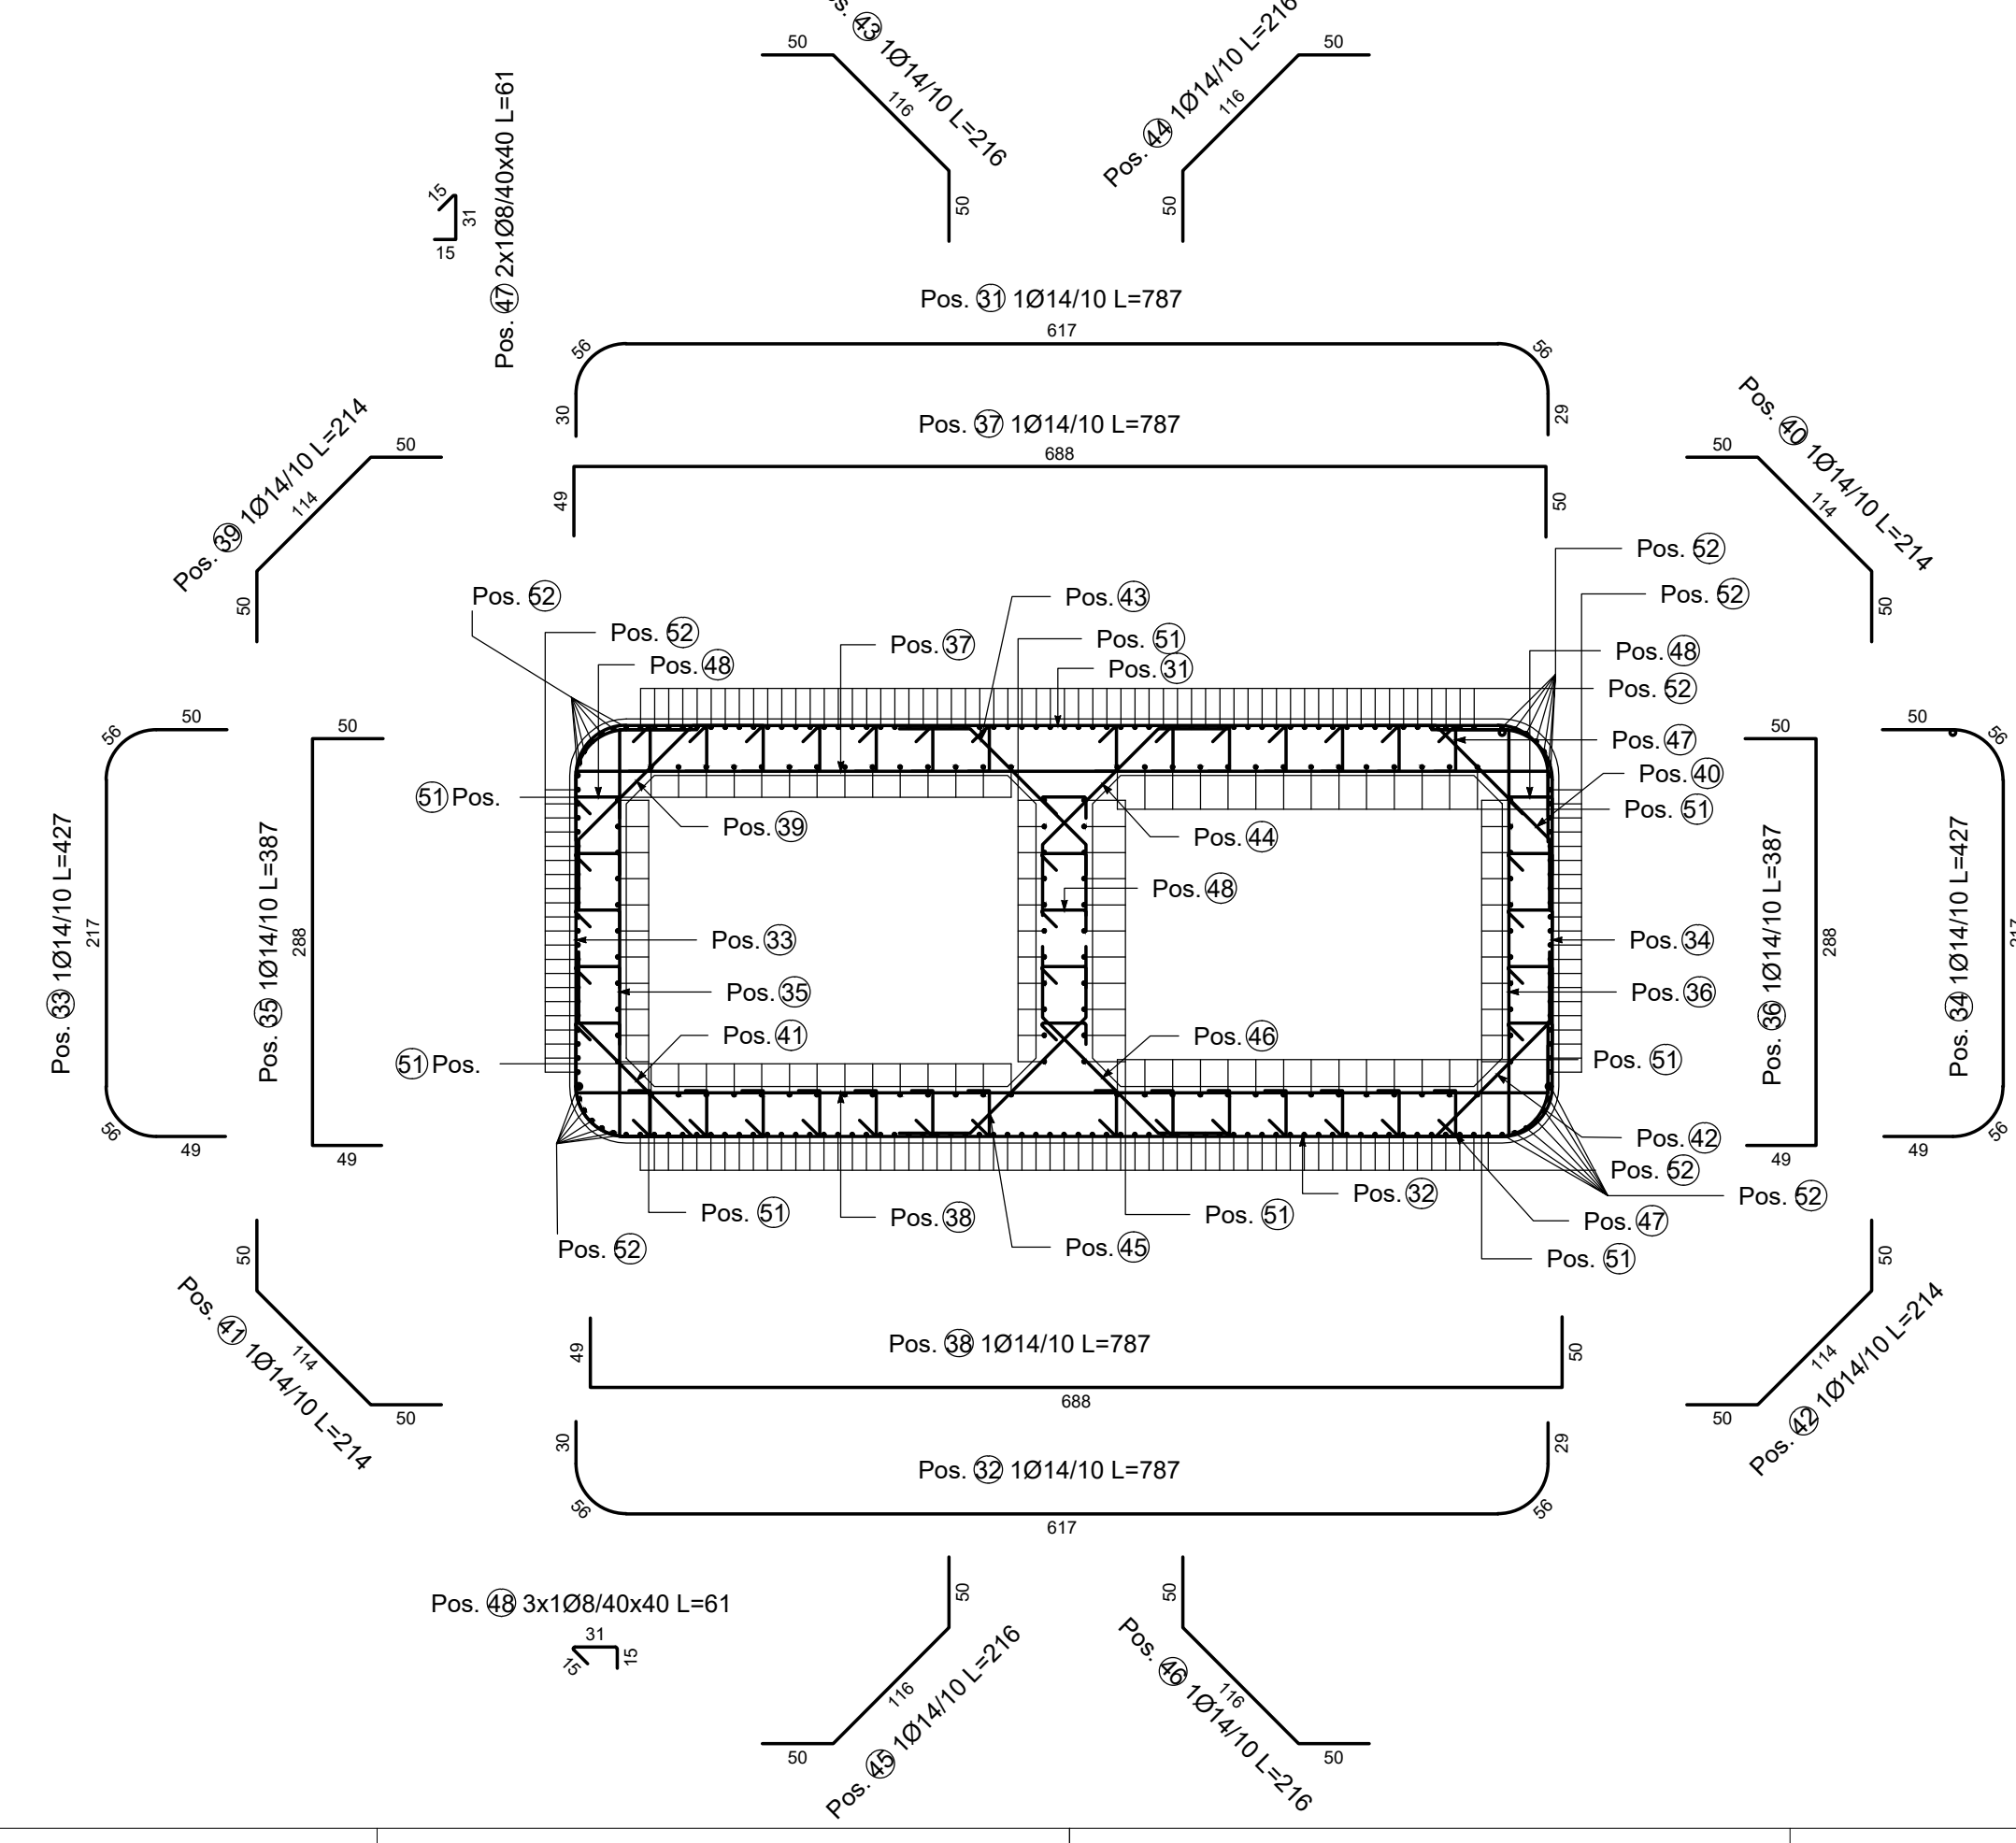 Pos. 43 1Ø14/10 L=216
50
116
50
Pos. 44 1Ø14/10 L=216
50
116
50
Pos. 47 2x1Ø8/40x40 L=61
15
31
15
Pos. 31 1Ø14/10 L=787
617
56
56
30
29
Pos. 37 1Ø14/10 L=787
688
49
50
Pos. 39 1Ø14/10 L=214
50
114
50
Pos. 40 1Ø14/10 L=214
50
114
50
Pos. 52
Pos. 52
Pos. 52
Pos. 43
Pos. 52
Pos. 51
Pos. 37
Pos. 48
Pos. 48
Pos. 31
Pos. 52
Pos. 47
Pos. 40
51 Pos.
Pos. 51
Pos. 39
Pos. 44
Pos. 48
Pos. 33
Pos. 34
Pos. 35
Pos. 36
Pos. 41
Pos. 46
51 Pos.
Pos. 51
Pos. 42
Pos. 52
Pos. 52
Pos. 32
Pos. 51
Pos. 38
Pos. 51
Pos. 47
Pos. 52
Pos. 45
Pos. 51
Pos. 33 1Ø14/10 L=427
56
50
217
56
49
Pos. 35 1Ø14/10 L=387
50
288
49
Pos. 36 1Ø14/10 L=387
50
288
49
Pos. 34 1Ø14/10 L=427
50
56
217
56
49
Pos. 41 1Ø14/10 L=214
50
114
50
Pos. 42 1Ø14/10 L=214
50
114
50
Pos. 38 1Ø14/10 L=787
49
50
688
Pos. 32 1Ø14/10 L=787
30
29
56
56
617
Pos. 48 3x1Ø8/40x40 L=61
31
15
15
Pos. 45 1Ø14/10 L=216
50
116
50
Pos. 46 1Ø14/10 L=216
50
116
50